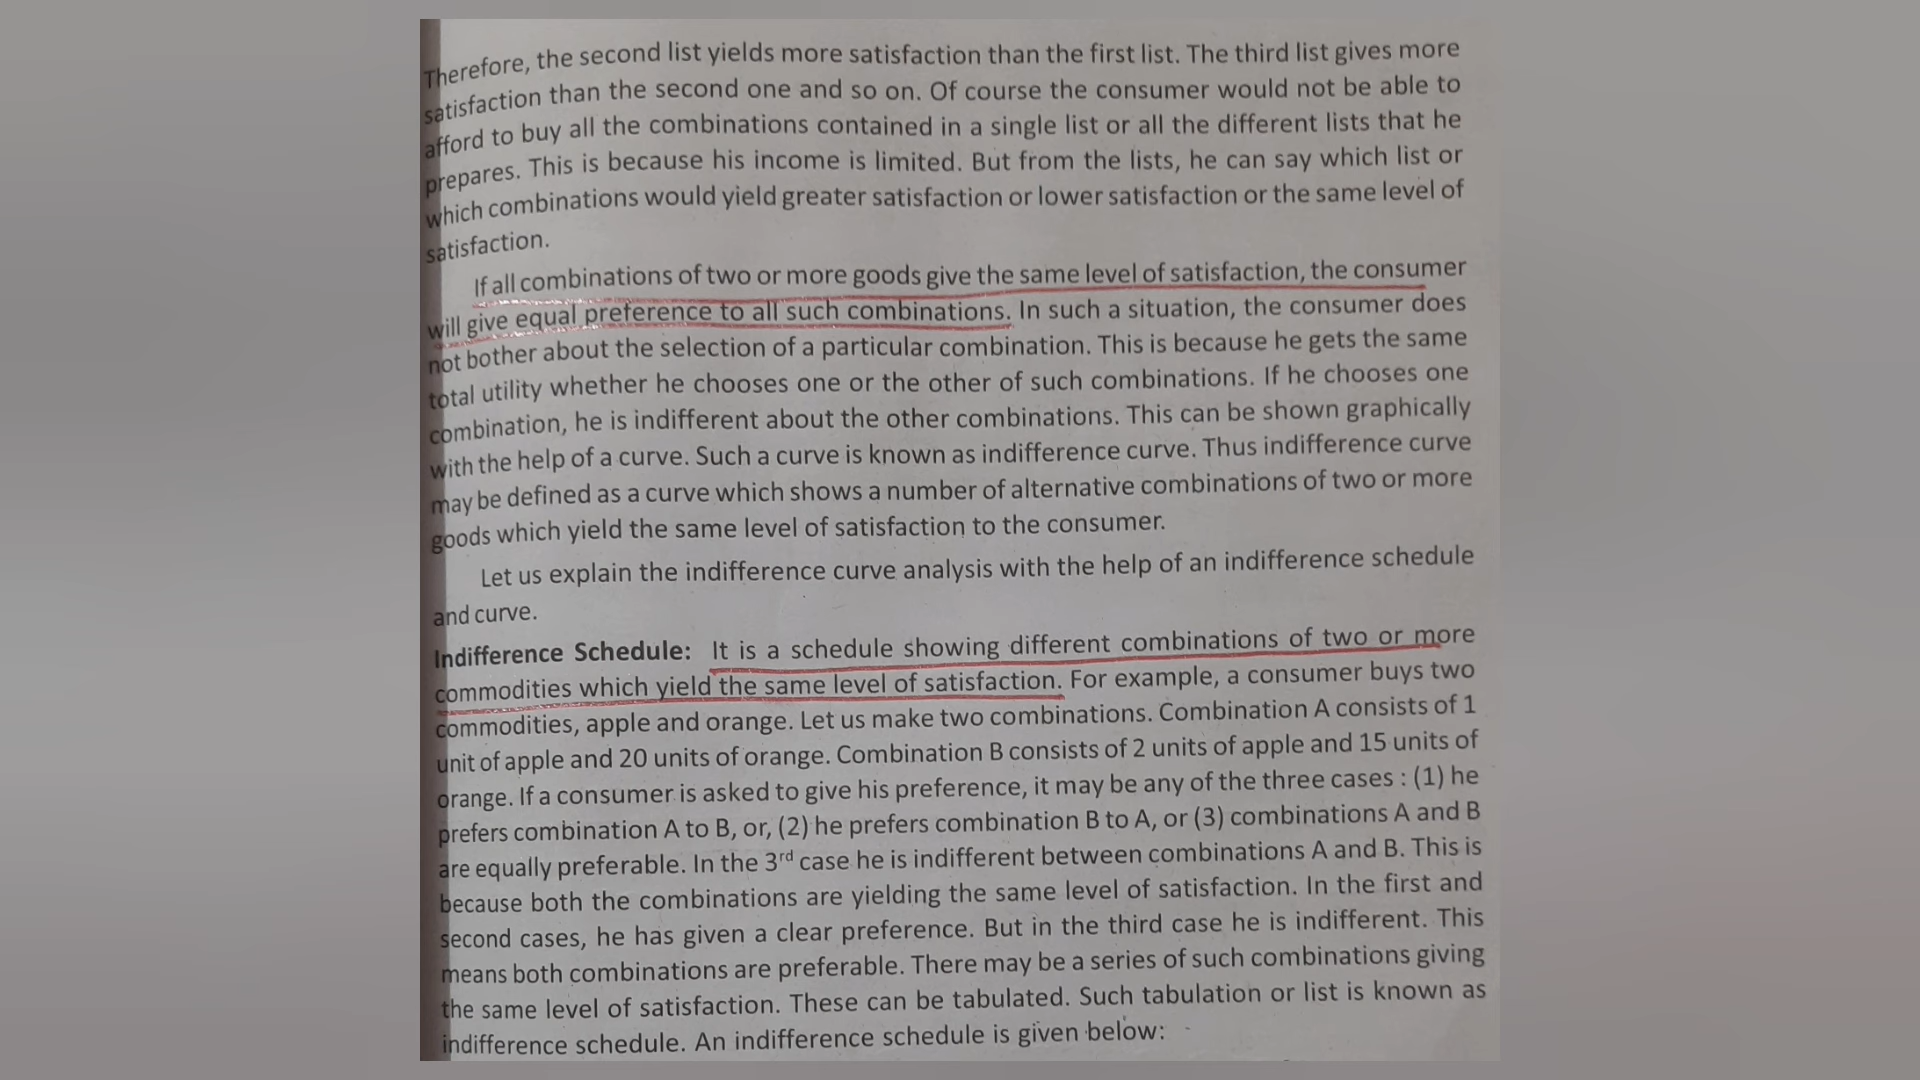 Therefore, the second list yields more satisfaction than the first list. The third list gives more
satisfaction than the second one and so on. Of course the consumer would not be able to
afford to buy all the combinations contained in a single list or all the different lists that he
prepares. This is because his income is limited. But from the lists, he can say which list or
which combinations would yield greater satisfaction or lower satisfaction or the same level of
satisfaction.
If all combinations of two or more goods give the same level of satisfaction, the consumer
will give equal preference to all such combinations. In such a situation, the consumer does
not bother about the selection of a particular combination. This is because he gets the same
total utility whether he chooses one or the other of such combinations. If he chooses one
combination, he is indifferent about the other combinations. This can be shown graphically
with the help of a curve. Such a curve is known as indifference curve. Thus indifference curve
may be defined as a curve which shows a number of alternative combinations of two or more
goods which yield the same level of satisfaction to the consumer.
Let us explain the indifference curve analysis with the help of an indifference schedule
and curve.
Indifference Schedule: It is a schedule showing different combinations of two or more
commodities which yield the same level of satisfaction. For example, a consumer buys two
commodities, apple and orange. Let us make two combinations. Combination A consists of 1
unit of apple and 20 units of orange. Combination B consists of 2 units of apple and 15 units of
orange. If a consumer is asked to give his preference, it may be any of the three cases : (1) he
prefers combination A to B, or, (2) he prefers combination B to A, or (3) combinations A and B
are equally preferable. In the 3rd case he is indifferent between combinations A and B. This is
because both the combinations are yielding the same level of satisfaction. In the first and
second cases, he has given a clear preference. But in the third case he is indifferent. This
means both combinations are preferable. There may be a series of such combinations giving
the same level of satisfaction. These can be tabulated. Such tabulation or list is known as
indifference schedule. An indifference schedule is given below: